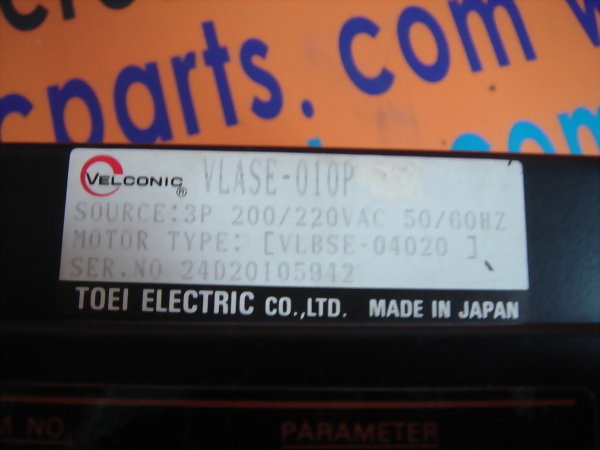 cparts.com
VELCONIC ® VLASE-010P
SOURCE:3P 200/220VAC 50/60HZ
MOTOR TYPE: [VLBSE-04020 ]
SER.NO 24D20105942
TOEI ELECTRIC CO.,LTD. MADE IN JAPAN
NO. PARAMETER